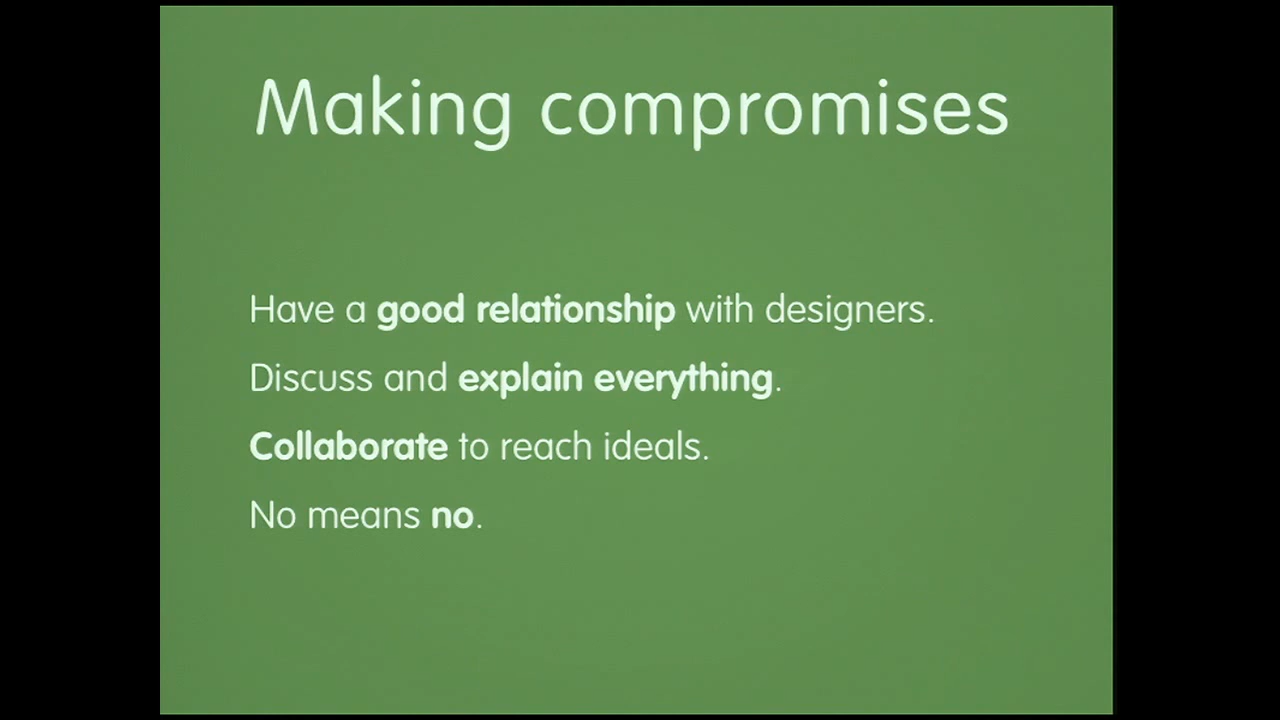 Making compromises
Have a good relationship with designers.
Discuss and explain everything.
Collaborate to reach ideals.
No means no.